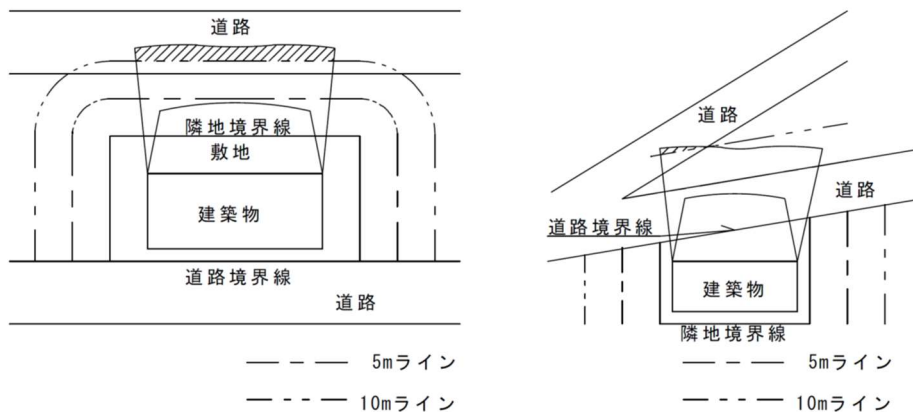 道路
隣地境界線
敷地
建築物
道路境界線
道路
5mライン
10mライン
道路
道路
道路境界線
建築物
隣地境界線
5mライン
10mライン